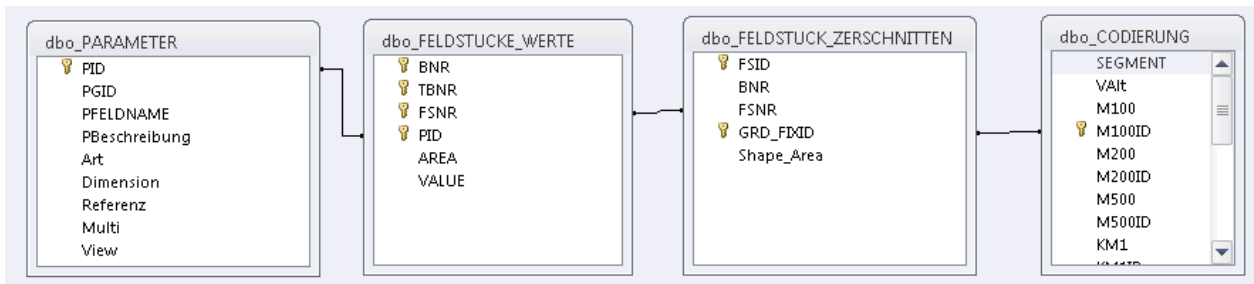 dbo_PARAMETER
PID
PGID
PFELDNAME
PBeschreibung
Art
Dimension
Referenz
Multi
View
dbo_FELDSTUCKE_WERTE
BNR
TBNR
FSNR
PID
AREA
VALUE
dbo_FELDSTUCK_ZERSCHNITTEN
FSID
BNR
FSNR
GRD_FIXID
Shape_Area
dbo_CODIERUNG
SEGMENT
VAlt
M100
M100ID
M200
M200ID
M500
M500ID
KM1